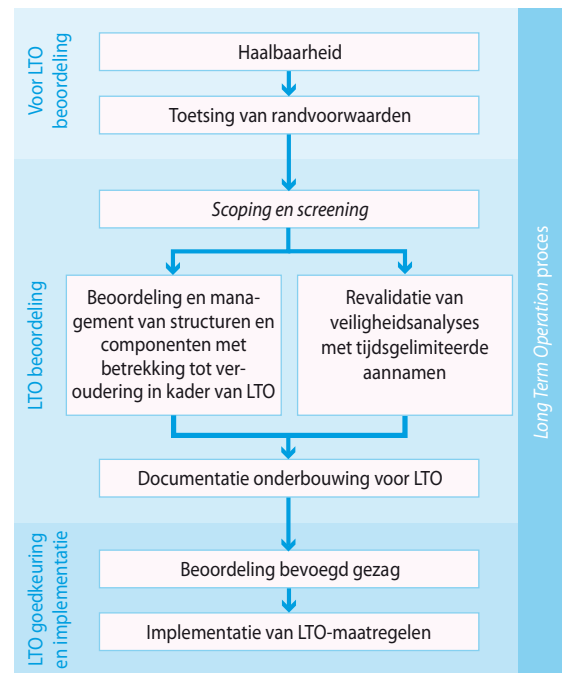 Voor LTO
beoordeling
Haalbaarheid
Toetsing van randvoorwaarden
LTO beoordeling
Scoping en screening
Beoordeling en mana-
gement van structuren en
componenten met
betrekking tot ver-
oudering in kader van LTO
Revalidatie van
veiligheidsanalyses
met tijdsgelimiteerde
aannamen
Documentatie onderbouwing voor LTO
LTO goedkeuring
en implementatie
Beoordeling bevoegd gezag
Implementatie van LTO-maatregelen
Long Term Operation proces